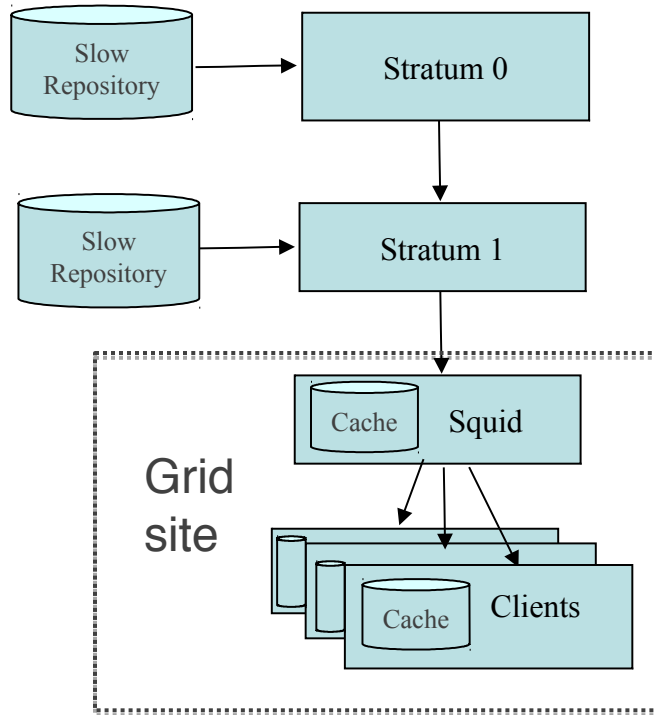 Slow
Repository
Stratum 0
Slow
Repository
Stratum 1
Cache
Squid
Grid
site
Cache
Clients